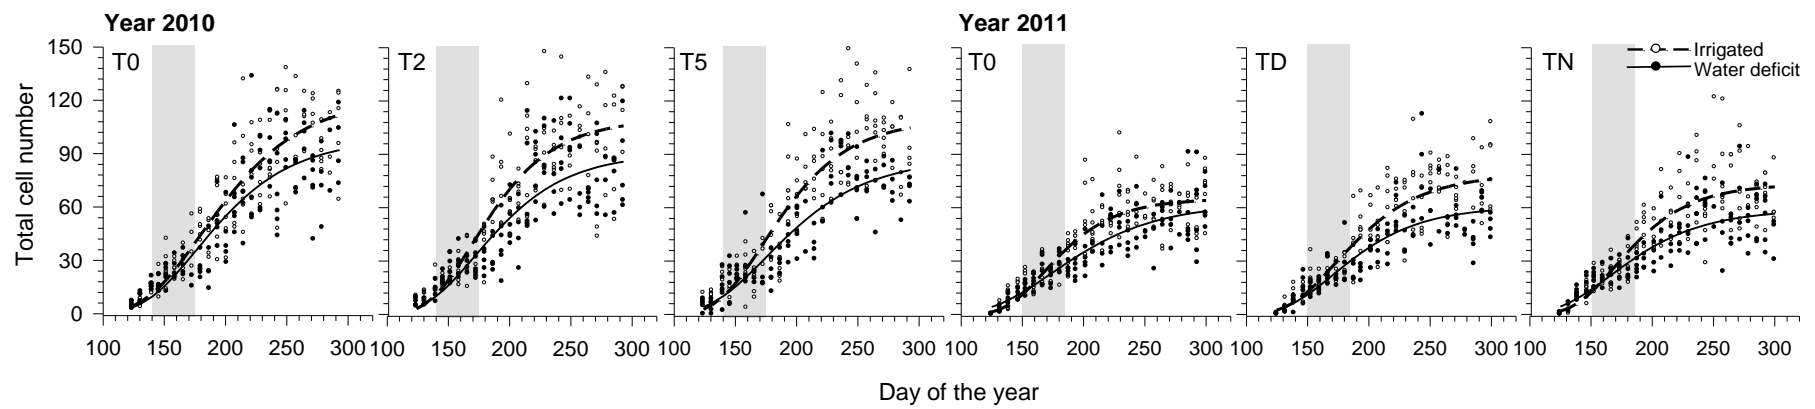 Year 2010 Year 2011
150 T0 T2 T5 T0 TD TN Irrigated
Water deficit
120
90
60
30
0
Total cell number
100 150 200 250 300 100 150 200 250 300 100 150 200 250 300 100 150 200 250 300 100 150 200 250 300 100 150 200 250 300
Day of the year